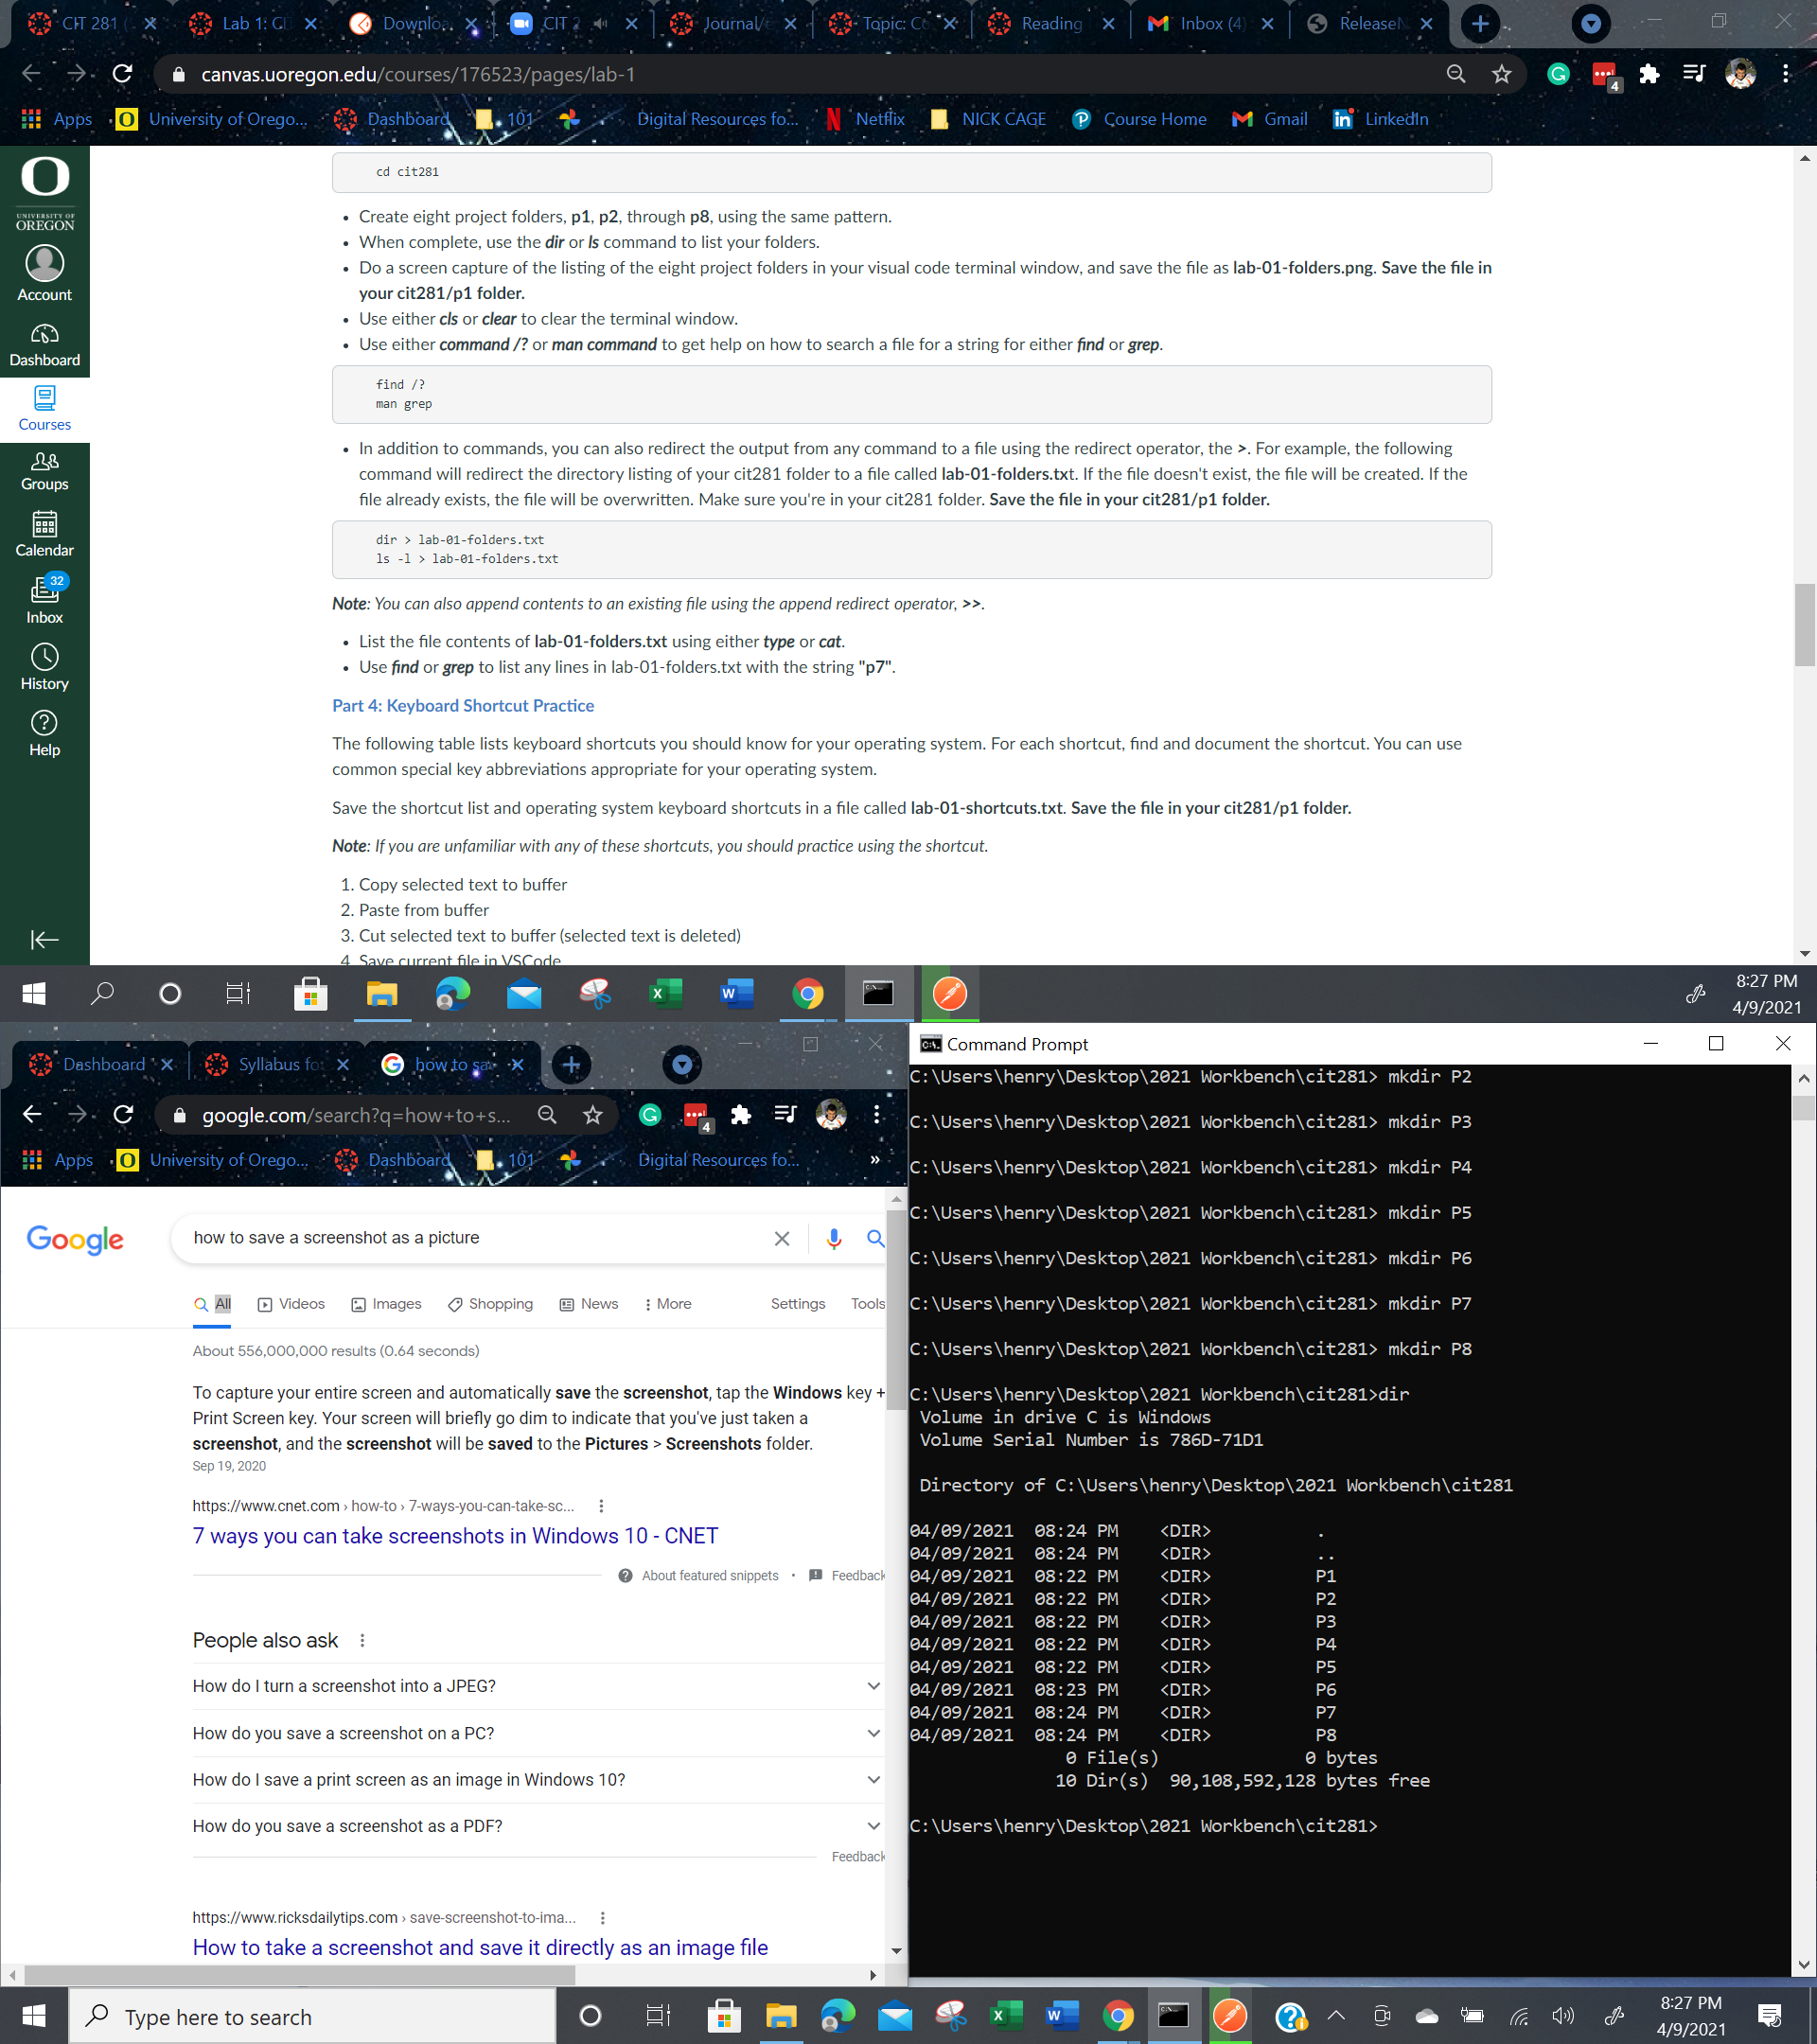 CIT 281 (
Lab 1: CI
Downloa
CIT 2
Journal/
Topic: C
Reading
Inbox (4)
Release
canvas.uoregon.edu/courses/176523/pages/lab-1
4
Apps
University of Orego...
Dashboard
101
Digital Resources fo...
Netflix
NICK CAGE
Course Home
Gmail
LinkedIn
UNIVERSITY OF
OREGON
Account
Dashboard
Courses
Groups
Calendar
32
Inbox
History
Help
cd cit281
• Create eight project folders, p1, p2, through p8, using the same pattern.
• When complete, use the dir or ls command to list your folders.
• Do a screen capture of the listing of the eight project folders in your visual code terminal window, and save the file as lab-01-folders.png. Save the file in
your cit281/p1 folder.
• Use either cls or clear to clear the terminal window.
• Use either command /? or man command to get help on how to search a file for a string for either find or grep.
find /?
man grep
• In addition to commands, you can also redirect the output from any command to a file using the redirect operator, the >. For example, the following
command will redirect the directory listing of your cit281 folder to a file called lab-01-folders.txt. If the file doesn't exist, the file will be created. If the
file already exists, the file will be overwritten. Make sure you're in your cit281 folder. Save the file in your cit281/p1 folder.
dir > lab-01-folders.txt
ls -l > lab-01-folders.txt
Note: You can also append contents to an existing file using the append redirect operator, >>.
• List the file contents of lab-01-folders.txt using either type or cat.
• Use find or grep to list any lines in lab-01-folders.txt with the string "p7".
Part 4: Keyboard Shortcut Practice
The following table lists keyboard shortcuts you should know for your operating system. For each shortcut, find and document the shortcut. You can use
common special key abbreviations appropriate for your operating system.
Save the shortcut list and operating system keyboard shortcuts in a file called lab-01-shortcuts.txt. Save the file in your cit281/p1 folder.
Note: If you are unfamiliar with any of these shortcuts, you should practice using the shortcut.
1. Copy selected text to buffer
2. Paste from buffer
3. Cut selected text to buffer (selected text is deleted)
4. Save current file in VSCode
8:27 PM
4/9/2021
Dashboard
Syllabus fo
how to sa
google.com/search?q=how+to+s...
4
Apps
University of Orego...
Dashboard
101
Digital Resources fo...
»
Google
how to save a screenshot as a picture
All
Videos
Images
Shopping
News
More
Settings
Tools
About 556,000,000 results (0.64 seconds)
To capture your entire screen and automatically save the screenshot, tap the Windows key +
Print Screen key. Your screen will briefly go dim to indicate that you've just taken a
screenshot, and the screenshot will be saved to the Pictures > Screenshots folder.
Sep 19, 2020
https://www.cnet.com › how-to › 7-ways-you-can-take-sc...
7 ways you can take screenshots in Windows 10 - CNET
About featured snippets • Feedback
People also ask
How do I turn a screenshot into a JPEG?
How do you save a screenshot on a PC?
How do I save a print screen as an image in Windows 10?
How do you save a screenshot as a PDF?
Feedback
https://www.ricksdailytips.com › save-screenshot-to-ima...
How to take a screenshot and save it directly as an image file
Command Prompt
C:\Users\henry\Desktop\2021 Workbench\cit281> mkdir P2
C:\Users\henry\Desktop\2021 Workbench\cit281> mkdir P3
C:\Users\henry\Desktop\2021 Workbench\cit281> mkdir P4
C:\Users\henry\Desktop\2021 Workbench\cit281> mkdir P5
C:\Users\henry\Desktop\2021 Workbench\cit281> mkdir P6
C:\Users\henry\Desktop\2021 Workbench\cit281> mkdir P7
C:\Users\henry\Desktop\2021 Workbench\cit281> mkdir P8
C:\Users\henry\Desktop\2021 Workbench\cit281>dir
Volume in drive C is Windows
Volume Serial Number is 786D-71D1
Directory of C:\Users\henry\Desktop\2021 Workbench\cit281
04/09/2021  08:24 PM    <DIR>          .
04/09/2021  08:24 PM    <DIR>          ..
04/09/2021  08:22 PM    <DIR>          P1
04/09/2021  08:22 PM    <DIR>          P2
04/09/2021  08:22 PM    <DIR>          P3
04/09/2021  08:22 PM    <DIR>          P4
04/09/2021  08:22 PM    <DIR>          P5
04/09/2021  08:23 PM    <DIR>          P6
04/09/2021  08:24 PM    <DIR>          P7
04/09/2021  08:24 PM    <DIR>          P8
0 File(s)              0 bytes
10 Dir(s)  90,108,592,128 bytes free
C:\Users\henry\Desktop\2021 Workbench\cit281>
Type here to search
8:27 PM
4/9/2021